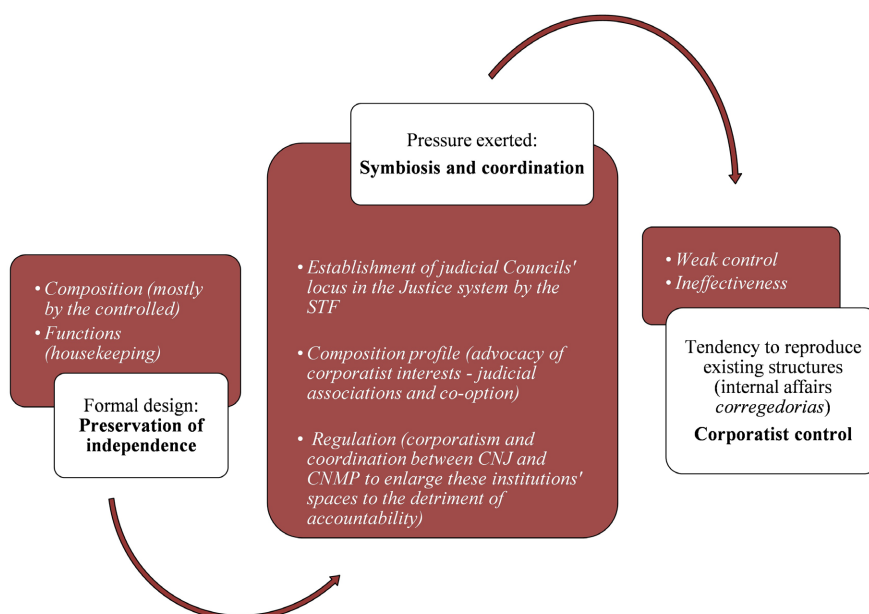 • Composition (mostly
by the controlled)
• Functions
(housekeeping)
Formal design:
Preservation of
independence
Pressure exerted:
Symbiosis and coordination
• Establishment of judicial Councils'
locus in the Justice system by the
STF
• Composition profile (advocacy of
corporatist interests - judicial
associations and co-option)
• Regulation (corporatism and
coordination between CNJ and
CNMP to enlarge these institutions'
spaces to the detriment of
accountability)
• Weak control
• Ineffectiveness
Tendency to reproduce
existing structures
(internal affairs
corregedorias)
Corporatist control